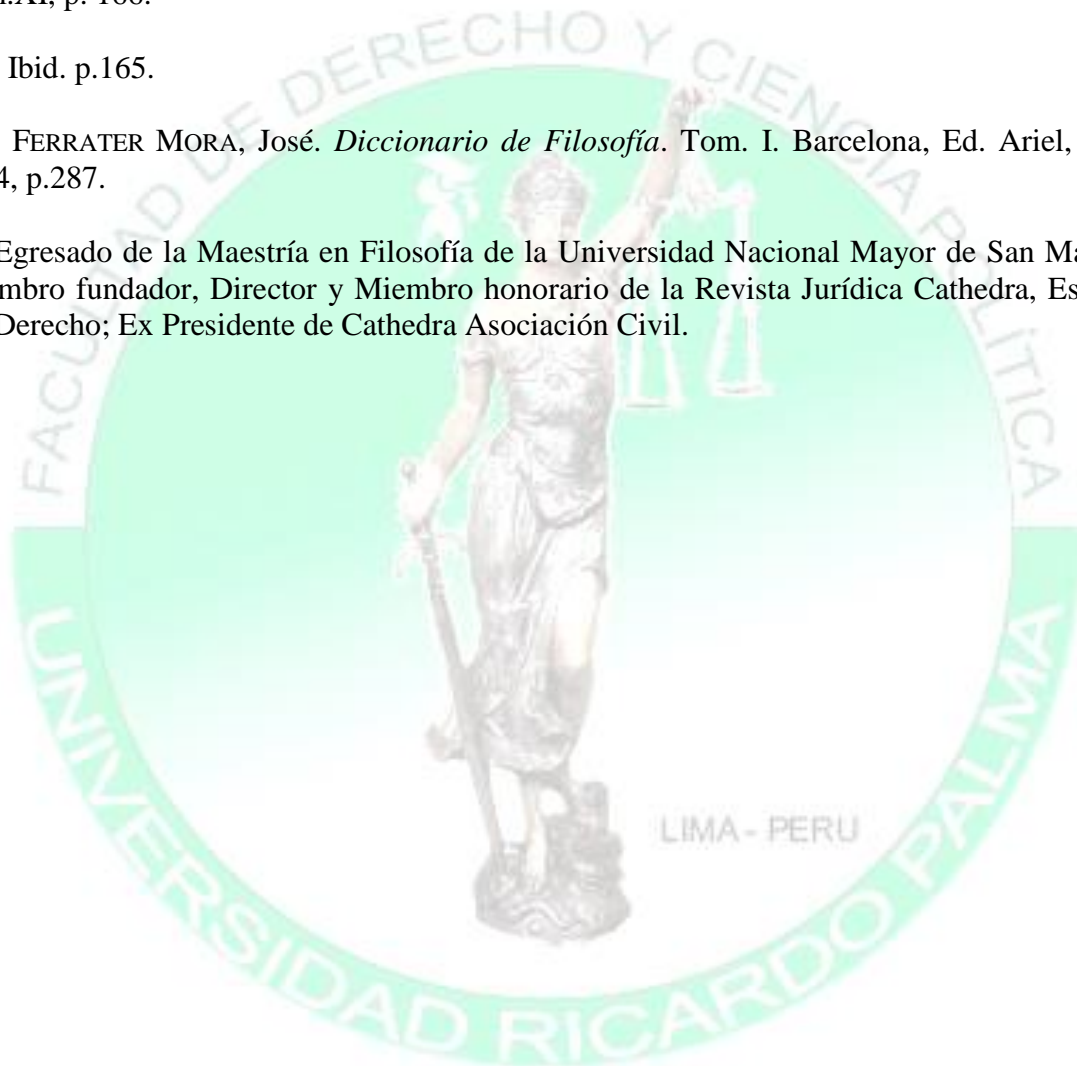 Ibid. p.165.
FERRATER MORA, José. Diccionario de Filosofía. Tom. I. Barcelona, Ed. Ariel,
4, p.287.
Egresado de la Maestría en Filosofía de la Universidad Nacional Mayor de San Ma
mbro fundador, Director y Miembro honorario de la Revista Jurídica Cathedra, Es
Derecho; Ex Presidente de Cathedra Asociación Civil.
FACULTAD DE DERECHO Y CIENCIA POLÍTICA
LIMA - PERU
UNIVERSIDAD RICARDO PALMA